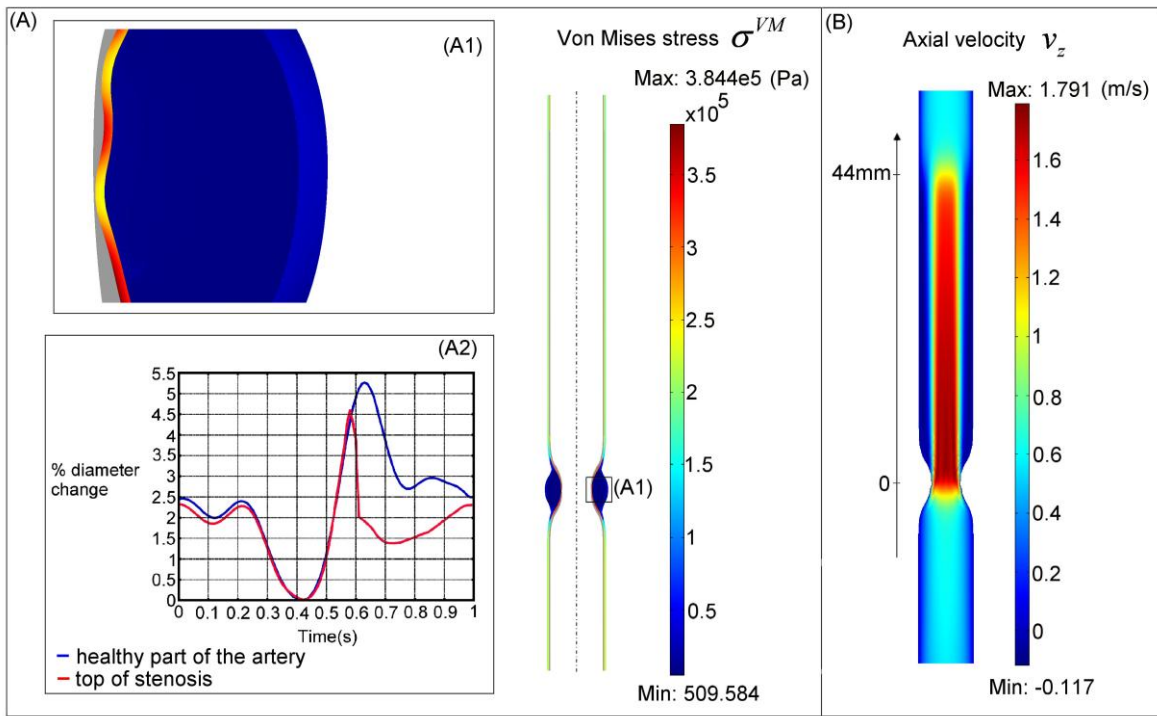 (A)
(A1)
Von Mises stress σ^VM
Max: 3.844e5 (Pa)
x10^5
3.5
3
2.5
2
1.5
1
0.5
Min: 509.584
(A1)
(A2)
5.5
5
4.5
4
3.5
3
2.5
2
1.5
1
0.5
0
% diameter
change
0 0.1 0.2 0.3 0.4 0.5 0.6 0.7 0.8 0.9 1
Time(s)
healthy part of the artery
top of stenosis
(B)
Axial velocity v_z
Max: 1.791 (m/s)
44mm
0
1.6
1.4
1.2
1
0.8
0.6
0.4
0.2
0
Min: -0.117